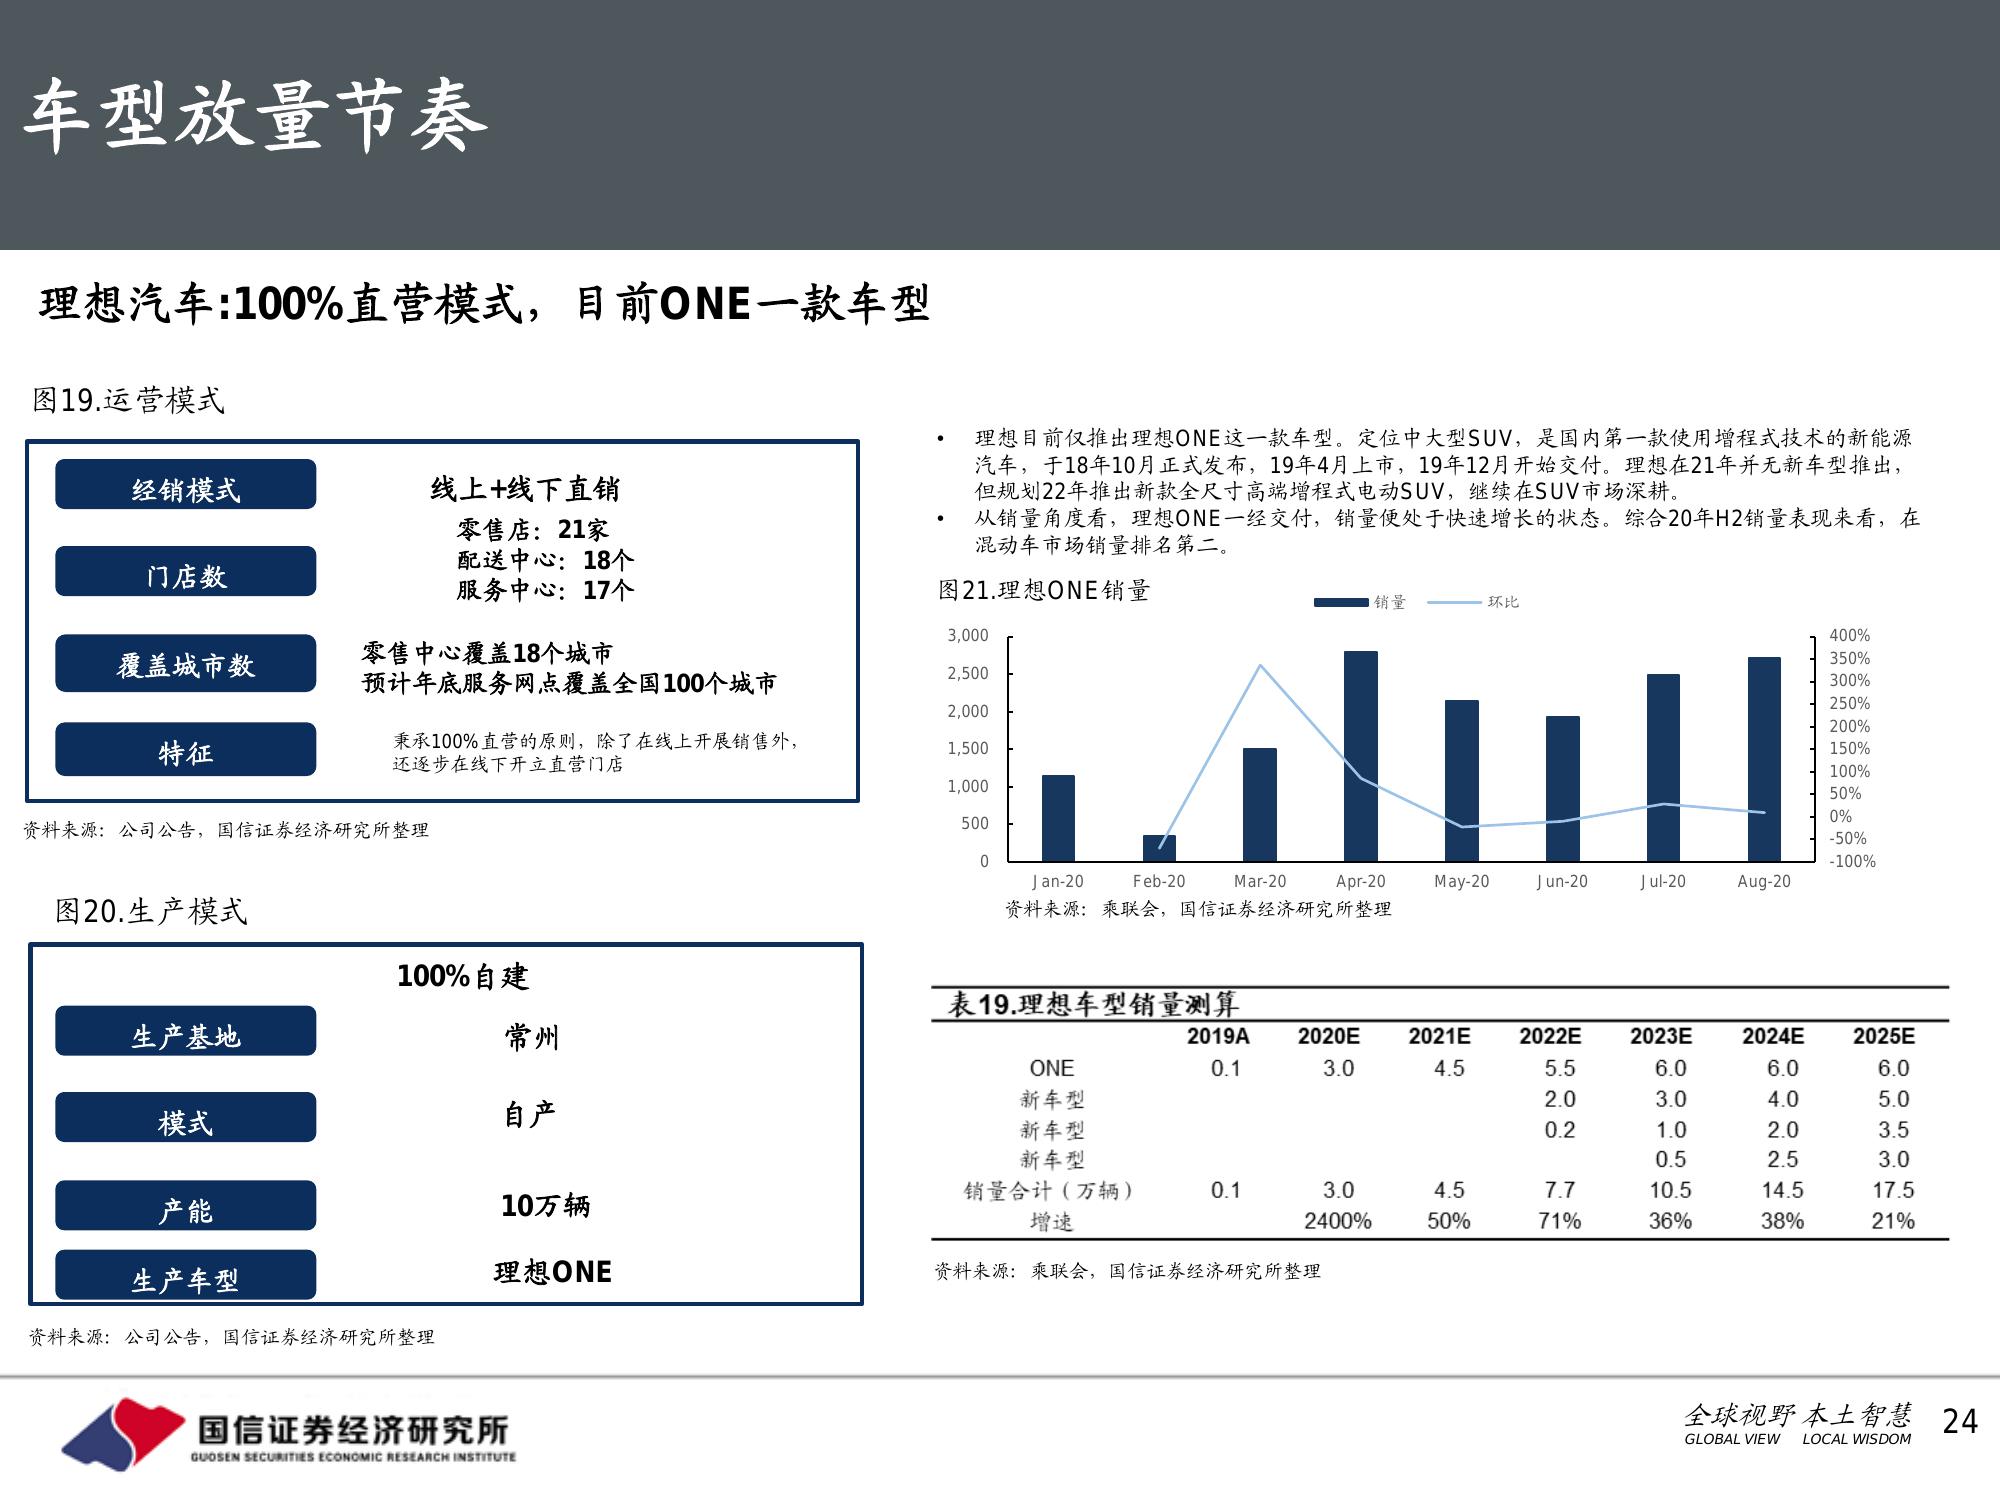 车型放量节奏
理想汽车:100%直营模式，目前ONE一款车型
图19.运营模式
经销模式
线上+线下直销
门店数
零售店：21家
配送中心：18个
服务中心：17个
覆盖城市数
零售中心覆盖18个城市
预计年底服务网点覆盖全国100个城市
特征
秉承100%直营的原则，除了在线上开展销售外，
还逐步在线下开立直营门店
资料来源：公司公告，国信证券经济研究所整理
图20.生产模式
100%自建
生产基地
常州
模式
自产
产能
10万辆
生产车型
理想ONE
资料来源：公司公告，国信证券经济研究所整理
• 理想目前仅推出理想ONE这一款车型。定位中大型SUV，是国内第一款使用增程式技术的新能源
汽车，于18年10月正式发布，19年4月上市，19年12月开始交付。理想在21年并无新车型推出，
但规划22年推出新款全尺寸高端增程式电动SUV，继续在SUV市场深耕。
• 从销量角度看，理想ONE一经交付，销量便处于快速增长的状态。综合20年H2销量表现来看，在
混动车市场销量排名第二。
图21.理想ONE销量
销量 环比
3,000 400%
350%
2,500 300%
250%
2,000 200%
1,500 150%
100%
1,000 50%
0%
500 -50%
0 -100%
Jan-20 Feb-20 Mar-20 Apr-20 May-20 Jun-20 Jul-20 Aug-20
资料来源：乘联会，国信证券经济研究所整理
表19.理想车型销量测算
2019A 2020E 2021E 2022E 2023E 2024E 2025E
ONE 0.1 3.0 4.5 5.5 6.0 6.0 6.0
新车型 2.0 3.0 4.0 5.0
新车型 0.2 1.0 2.0 3.5
新车型 0.5 2.5 3.0
销量合计（万辆） 0.1 3.0 4.5 7.7 10.5 14.5 17.5
增速 2400% 50% 71% 36% 38% 21%
资料来源：乘联会，国信证券经济研究所整理
国信证券经济研究所
GUOSEN SECURITIES ECONOMIC RESEARCH INSTITUTE
全球视野 本土智慧
GLOBAL VIEW LOCAL WISDOM
24